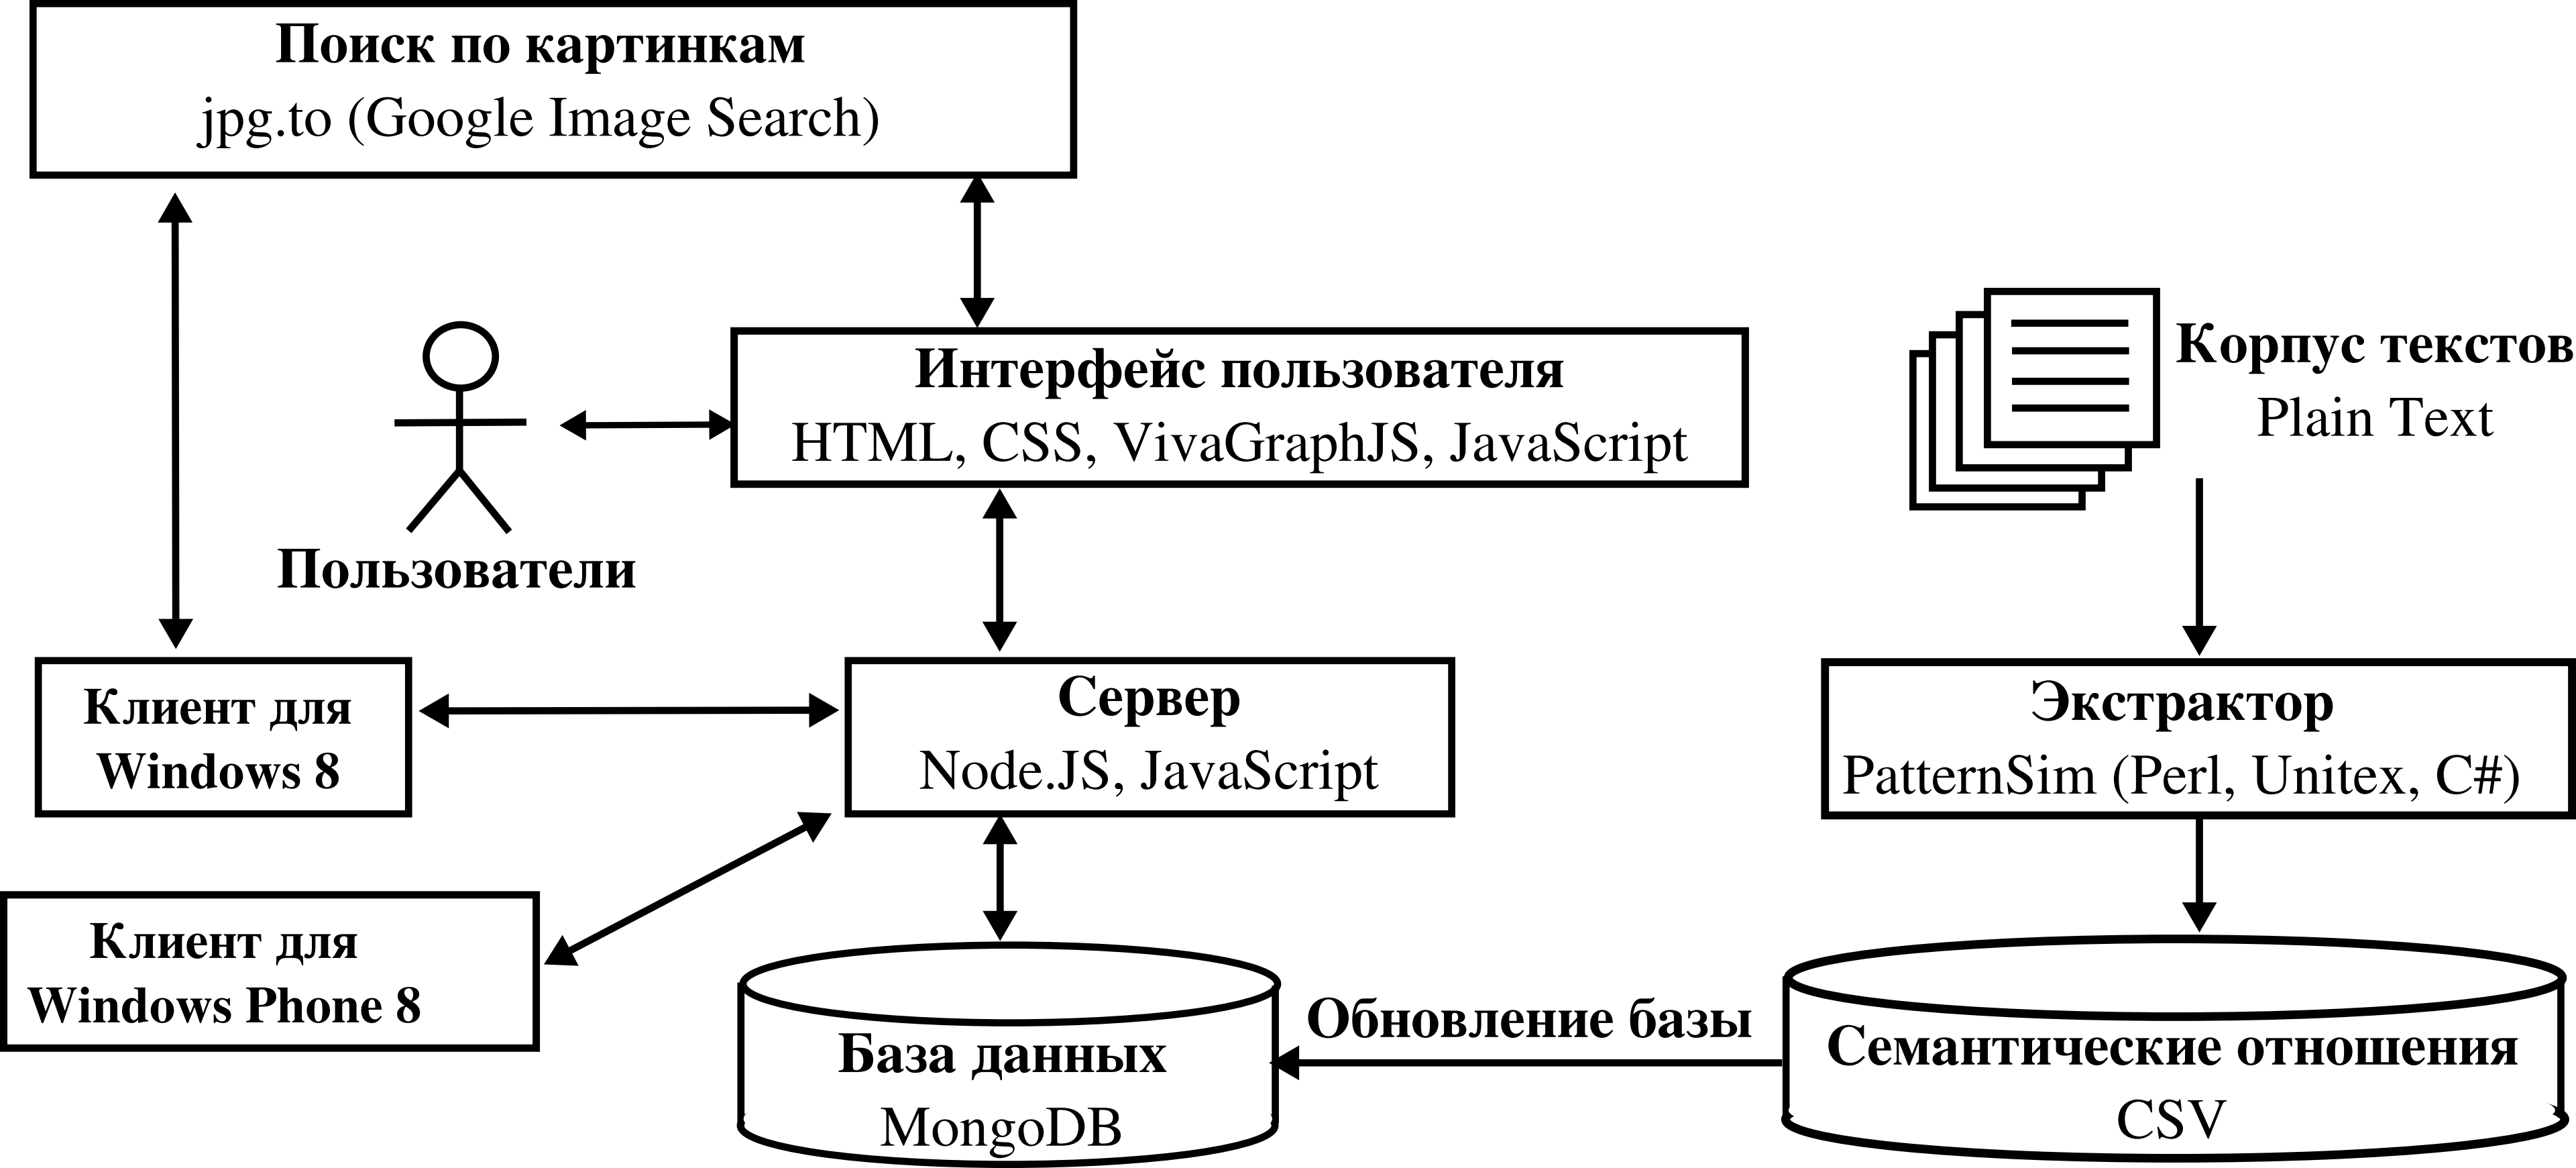 Поиск по картинкам
jpg.to (Google Image Search)
Интерфейс пользователя
HTML, CSS, VivaGraphJS, JavaScript
Корпус текстов
Plain Text
Пользователи
Клиент для
Windows 8
Сервер
Node.JS, JavaScript
Экстрактор
PatternSim (Perl, Unitex, C#)
Клиент для
Windows Phone 8
База данных
MongoDB
Обновление базы
Семантические отношения
CSV